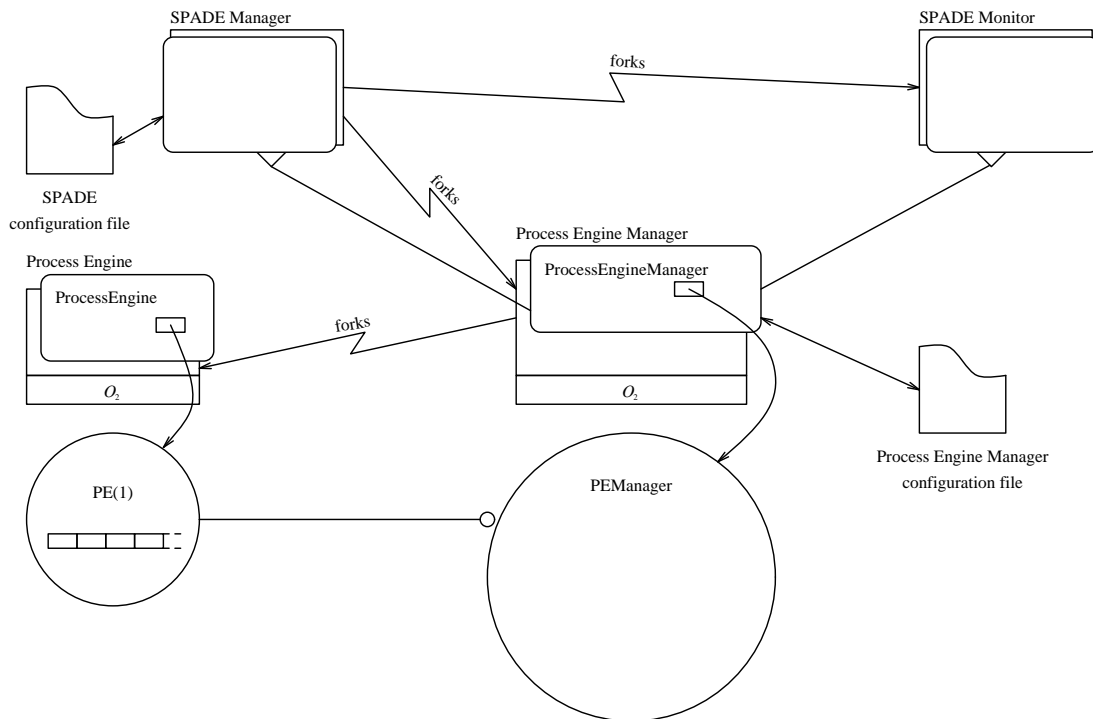 SPADE Manager
SPADE Monitor
forks
forks
SPADE
configuration file
Process Engine Manager
ProcessEngineManager
Process Engine
ProcessEngine
forks
O₂
O₂
Process Engine Manager
configuration file
PE(1)
PEManager